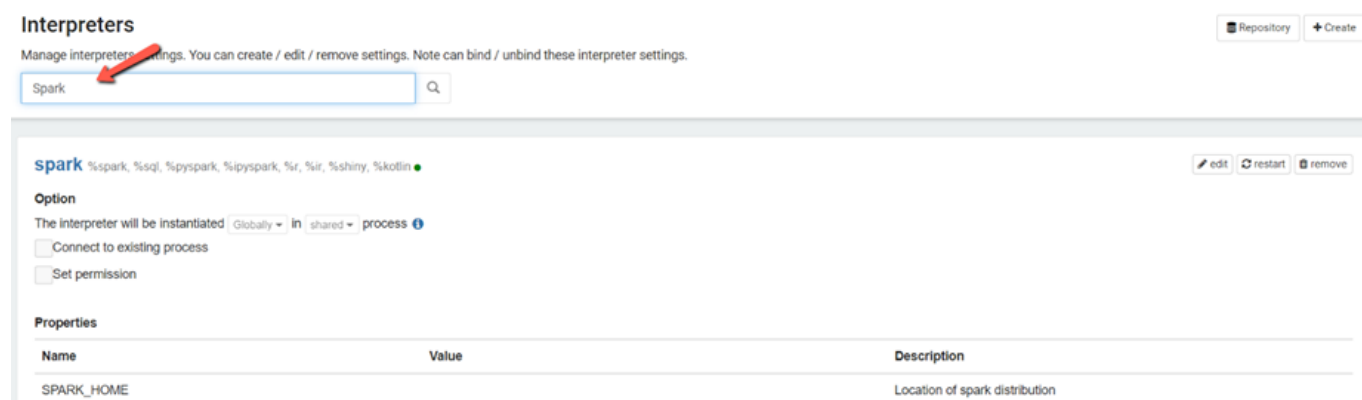 Interpreters
Repository
Create
Manage interpreters settings. You can create / edit / remove settings. Note can bind / unbind these interpreter settings.
Spark
spark %spark, %sql, %pyspark, %ipyspark, %r, %ir, %shiny, %kotlin
edit restart remove
Option
The interpreter will be instantiated Globally in shared process
Connect to existing process
Set permission
Properties
Name Value Description
SPARK_HOME Location of spark distribution